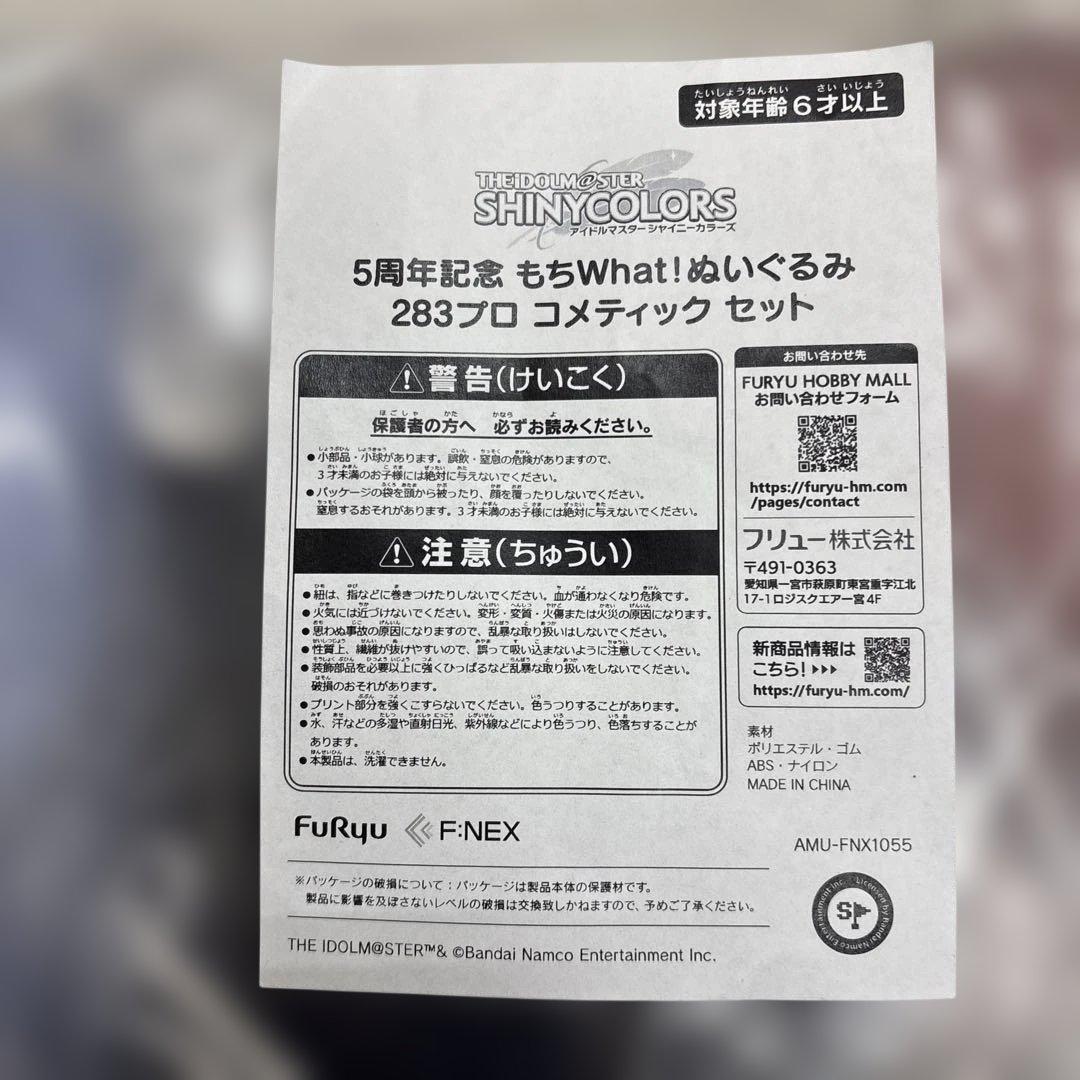 対象年齢6才以上
THE IDOLM@STER
SHINYCOLORS
アイドルマスター シャイニーカラーズ
5周年記念 もちWhat!ぬいぐるみ
283プロ コメティック セット
警告(けいこく)
保護者の方へ 必ずお読みください。
●小部品・小球があります。誤飲・窒息の危険がありますので、
3才未満のお子様には絶対に与えないでください。
●パッケージの袋を頭から被ったり、顔を覆ったりしないでください。
窒息するおそれがあります。3才未満のお子様には絶対に与えないでください。
注意(ちゅうい)
●紐は、指などに巻きつけたりしないでください。血が通わなくなり危険です。
●火気には近づけないでください。変形・変質・火傷または火災の原因になります。
●思わぬ事故の原因になりますので、乱暴な取り扱いはしないでください。
●性質上、繊維が抜けやすいので、誤って吸い込まないように注意してください。
●装飾部品を必要以上に強くひっぱるなど乱暴な取り扱いをしないでください。
破損のおそれがあります。
●プリント部分を強くこすらないでください。色うつりすることがあります。
●水、汗などの多湿や直射日光、紫外線などにより色うつり、色落ちすることが
あります。
●本製品は、洗濯できません。
お問い合わせ先
FURYU HOBBY MALL
お問い合わせフォーム
https://furyu-hm.com
/pages/contact
フリュー株式会社
〒491-0363
愛知県一宮市萩原町東宮重字江北
17-1ロジスクエアー宮4F
新商品情報は
こちら!
https://furyu-hm.com/
素材
ポリエステル・ゴム
ABS・ナイロン
MADE IN CHINA
FuRyu F:NEX
AMU-FNX1055
※パッケージの破損について:パッケージは製品本体の保護材です。
製品に影響を及ぼさないレベルの破損は交換致しかねますので、予めご了承ください。
THE IDOLM@STER™& ©Bandai Namco Entertainment Inc.
Licensed by Bandai Namco Entertainment Inc.
SP